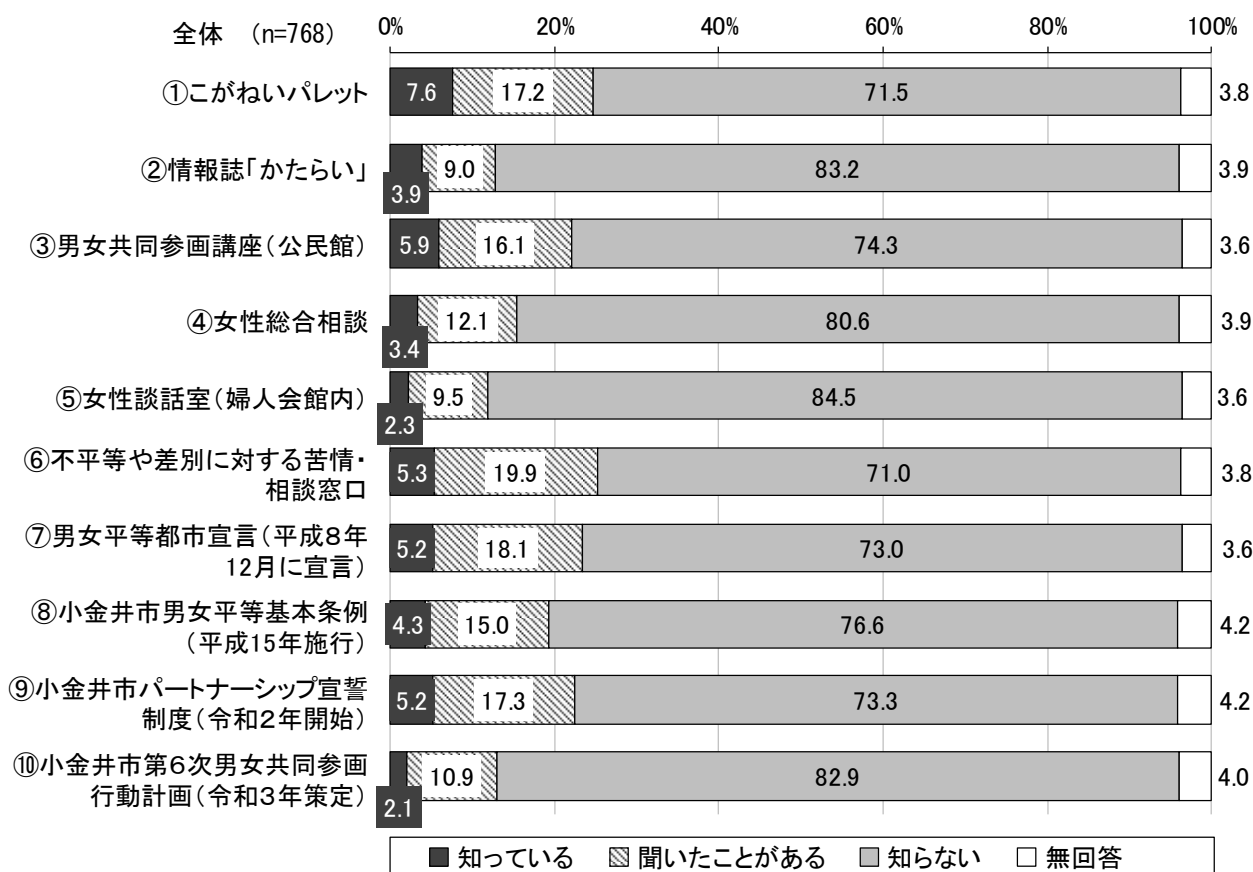 全体 (n=768)
0% 20% 40% 60% 80% 100%
①こがねいパレット 7.6 17.2 71.5 3.8
②情報誌「かたらい」 3.9 9.0 83.2 3.9
③男女共同参画講座(公民館) 5.9 16.1 74.3 3.6
④女性総合相談 3.4 12.1 80.6 3.9
⑤女性談話室(婦人会館内) 2.3 9.5 84.5 3.6
⑥不平等や差別に対する苦情・
相談窓口 5.3 19.9 71.0 3.8
⑦男女平等都市宣言(平成8年
12月に宣言) 5.2 18.1 73.0 3.6
⑧小金井市男女平等基本条例
(平成15年施行) 4.3 15.0 76.6 4.2
⑨小金井市パートナーシップ宣誓
制度(令和2年開始) 5.2 17.3 73.3 4.2
⑩小金井市第6次男女共同参画
行動計画(令和3年策定) 2.1 10.9 82.9 4.0
知っている 聞いたことがある 知らない 無回答